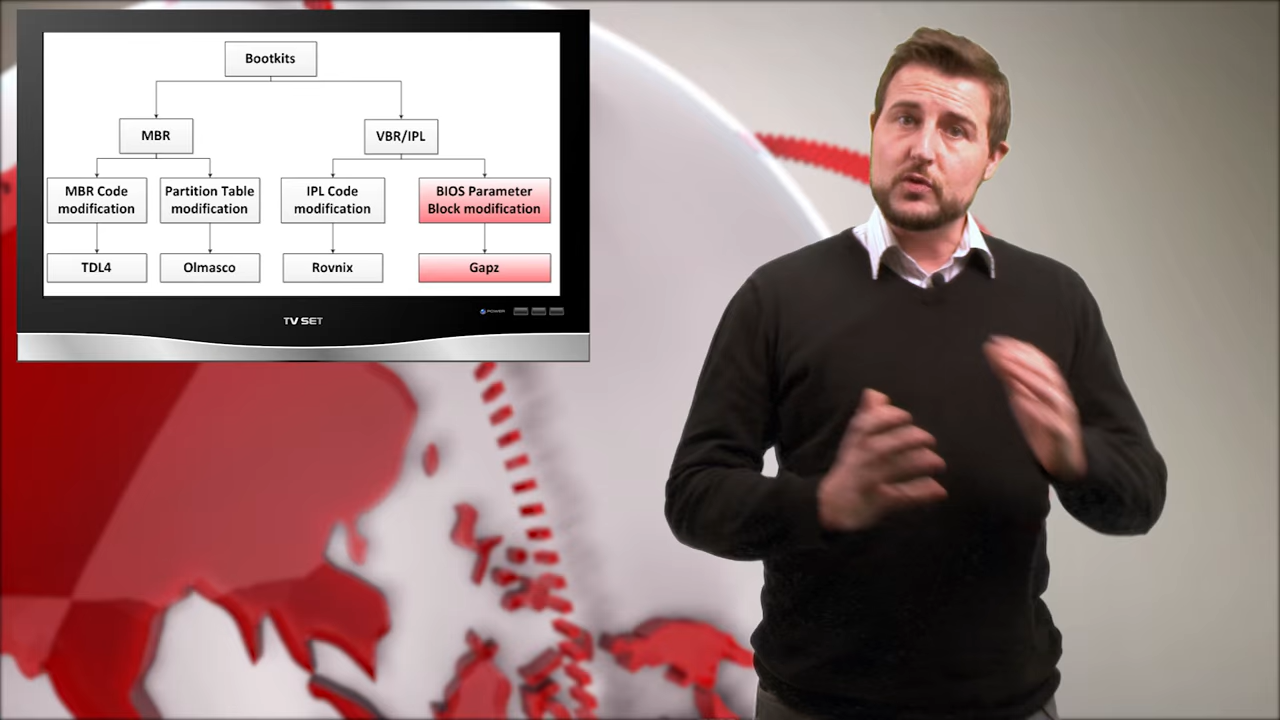 Bootkits
MBR
VBR/IPL
MBR Code
modification
Partition Table
modification
IPL Code
modification
BIOS Parameter
Block modification
TDL4
Olmasco
Rovnix
Gapz
TV SET
POWER